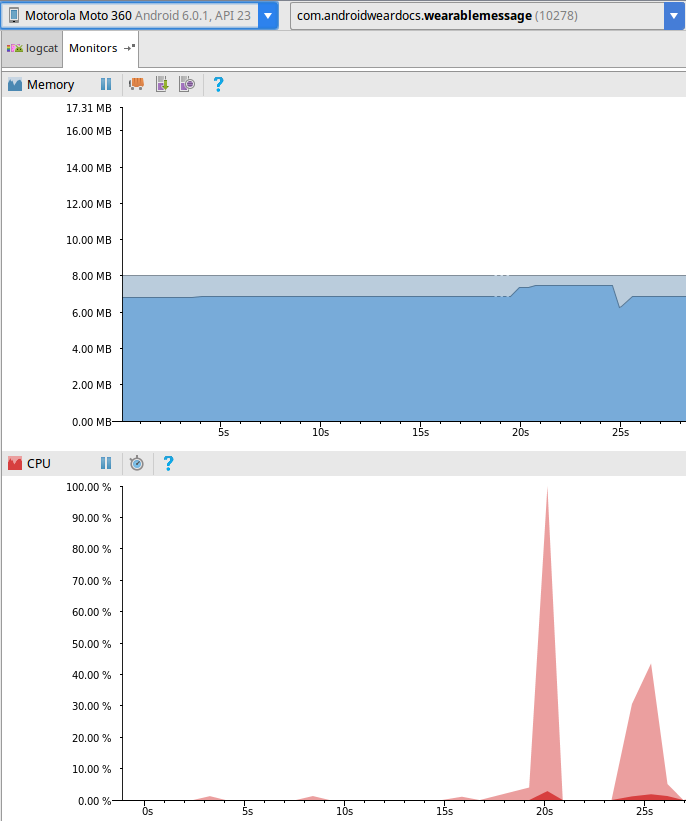 Motorola Moto 360 Android 6.0.1, API 23 com.androidweardocs.wearablemessage (10278)
logcat Monitors
Memory ?
17.31 MB
16.00 MB
14.00 MB
12.00 MB
10.00 MB
8.00 MB
6.00 MB
4.00 MB
2.00 MB
0.00 MB
5s 10s 15s 20s 25s
CPU ?
100.00 %
90.00 %
80.00 %
70.00 %
60.00 %
50.00 %
40.00 %
30.00 %
20.00 %
10.00 %
0.00 %
0s 5s 10s 15s 20s 25s